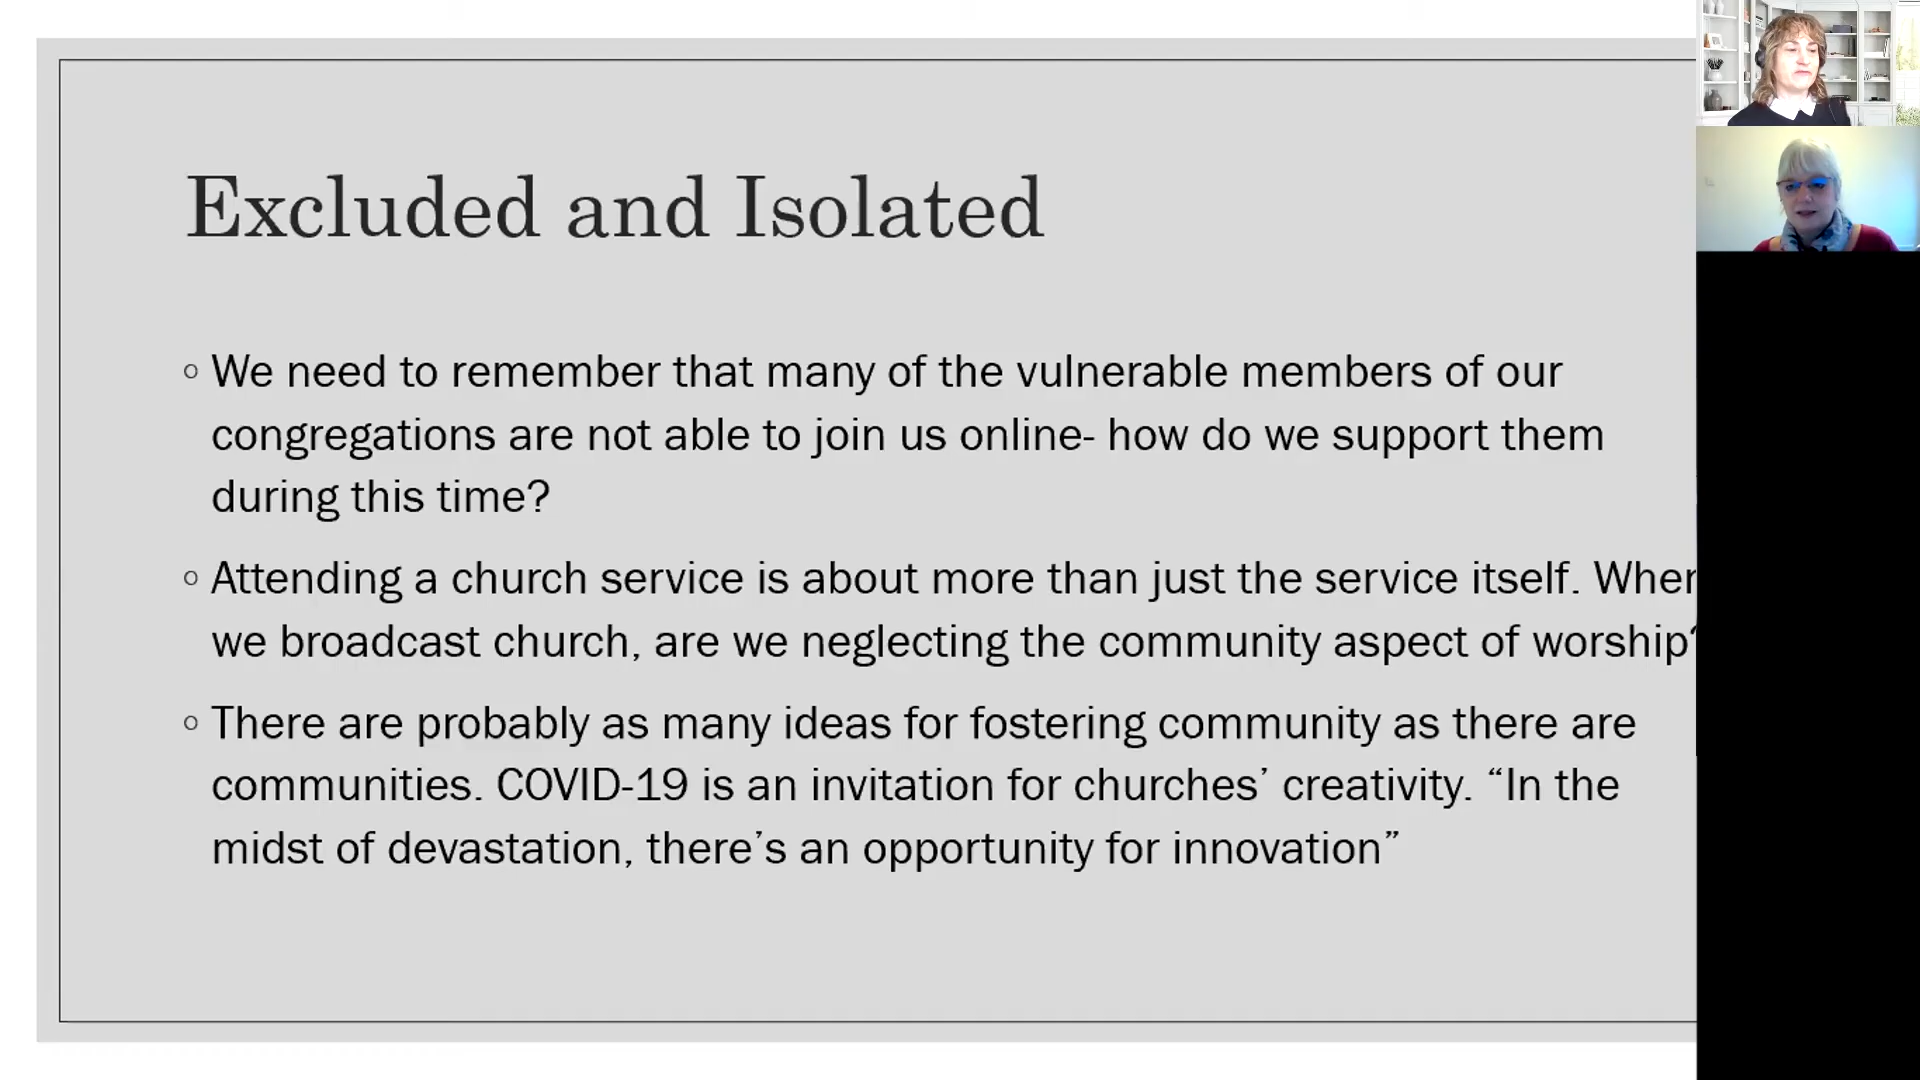 Excluded and Isolated
We need to remember that many of the vulnerable members of our
congregations are not able to join us online- how do we support them
during this time?
Attending a church service is about more than just the service itself. When
we broadcast church, are we neglecting the community aspect of worship?
There are probably as many ideas for fostering community as there are
communities. COVID-19 is an invitation for churches’ creativity. “In the
midst of devastation, there’s an opportunity for innovation”